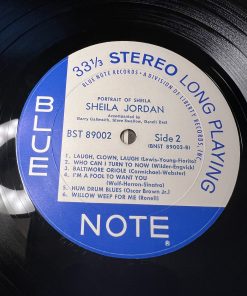 33⅓ STEREO LONG PLAYING
BLUE NOTE RECORDS • A DIVISION OF LIBERTY RECORDS, INC.
PORTRAIT OF SHEILA
SHEILA JORDAN
Accompanied by
Barry Galbraith, Steve Swallow, Denzil Best
BST 89002
Side 2
(BNST 89002-B)
1. LAUGH, CLOWN, LAUGH (Lewis-Young-Fiorito)
2. WHO CAN I TURN TO NOW (Wilder-Engvick)
3. BALTIMORE ORIOLE (Carmichael-Webster)
4. I'M A FOOL TO WANT YOU
(Wolf-Herron-Sinatra)
5. HUM DRUM BLUES (Oscar Brown Jr.)
6. WILLOW WEEP FOR ME (Ronell)
BLUE
NOTE
®